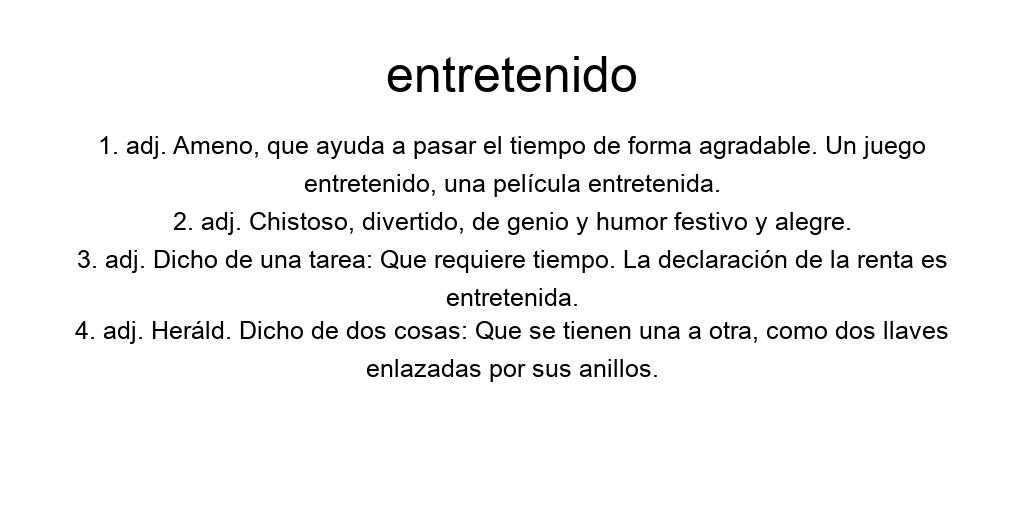 entretenido
1. adj. Ameno, que ayuda a pasar el tiempo de forma agradable. Un juego
entretenido, una película entretenida.
2. adj. Chistoso, divertido, de genio y humor festivo y alegre.
3. adj. Dicho de una tarea: Que requiere tiempo. La declaración de la renta es
entretenida.
4. adj. Heráld. Dicho de dos cosas: Que se tienen una a otra, como dos llaves
enlazadas por sus anillos.